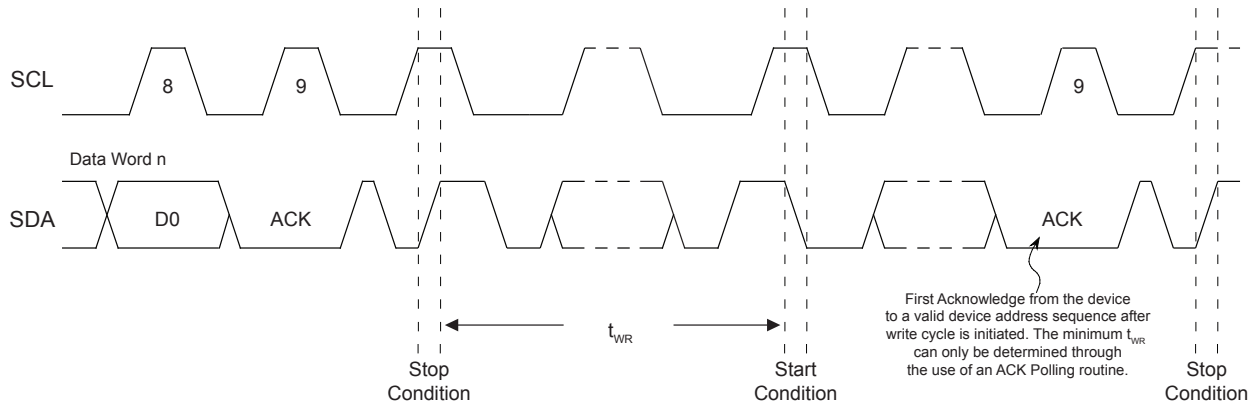 SCL
8
9
9
Data Word n
SDA
D0
ACK
ACK
First Acknowledge from the device
to a valid device address sequence after
write cycle is initiated. The minimum tWR
can only be determined through
the use of an ACK Polling routine.
tWR
Stop
Condition
Start
Condition
Stop
Condition